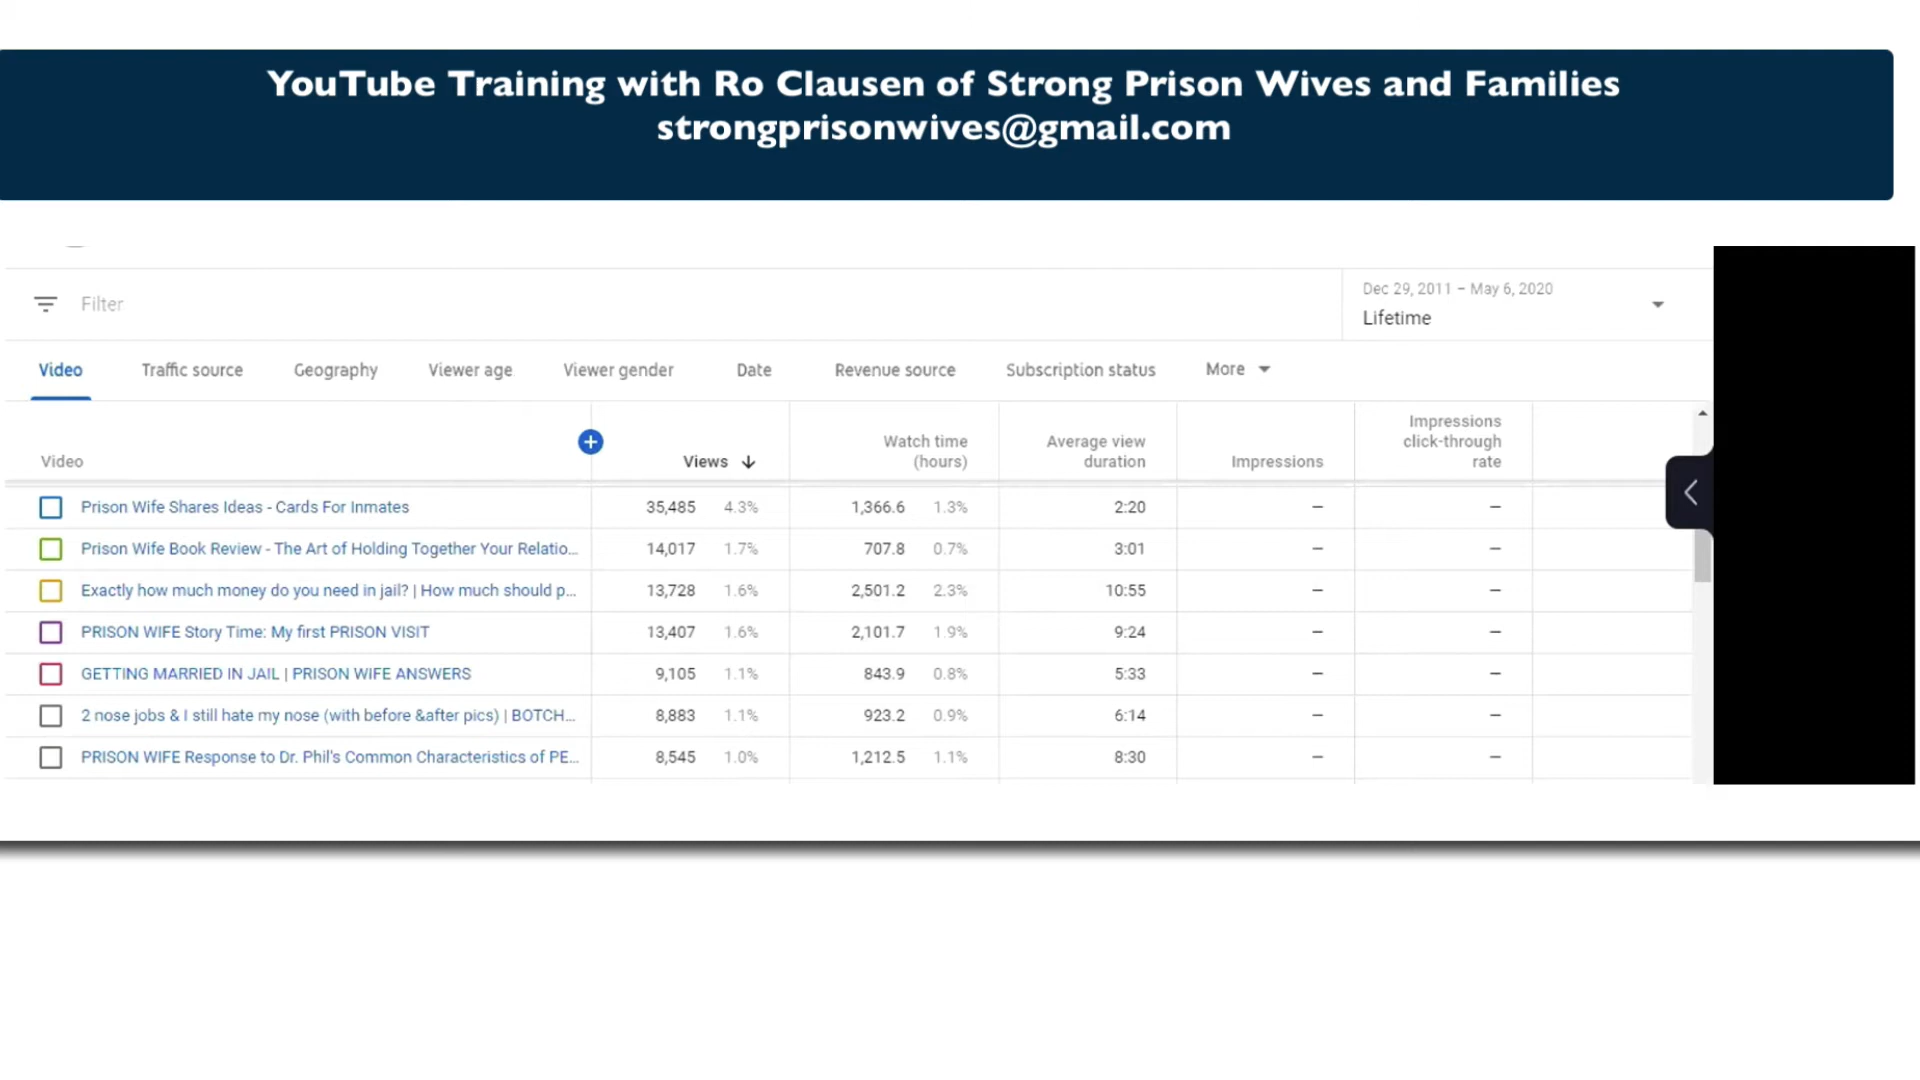 YouTube Training with Ro Clausen of Strong Prison Wives and Families
strongprisonwives@gmail.com
Filter
Dec 29, 2011 – May 6, 2020
Lifetime
Video Traffic source Geography Viewer age Viewer gender Date Revenue source Subscription status More
Video Views Watch time (hours) Average view duration Impressions Impressions click-through rate
Prison Wife Shares Ideas - Cards For Inmates 35,485 4.3% 1,366.6 1.3% 2:20 – –
Prison Wife Book Review - The Art of Holding Together Your Relatio... 14,017 1.7% 707.8 0.7% 3:01 – –
Exactly how much money do you need in jail? | How much should p... 13,728 1.6% 2,501.2 2.3% 10:55 – –
PRISON WIFE Story Time: My first PRISON VISIT 13,407 1.6% 2,101.7 1.9% 9:24 – –
GETTING MARRIED IN JAIL | PRISON WIFE ANSWERS 9,105 1.1% 843.9 0.8% 5:33 – –
2 nose jobs & I still hate my nose (with before &after pics) | BOTCH... 8,883 1.1% 923.2 0.9% 6:14 – –
PRISON WIFE Response to Dr. Phil's Common Characteristics of PE... 8,545 1.0% 1,212.5 1.1% 8:30 – –